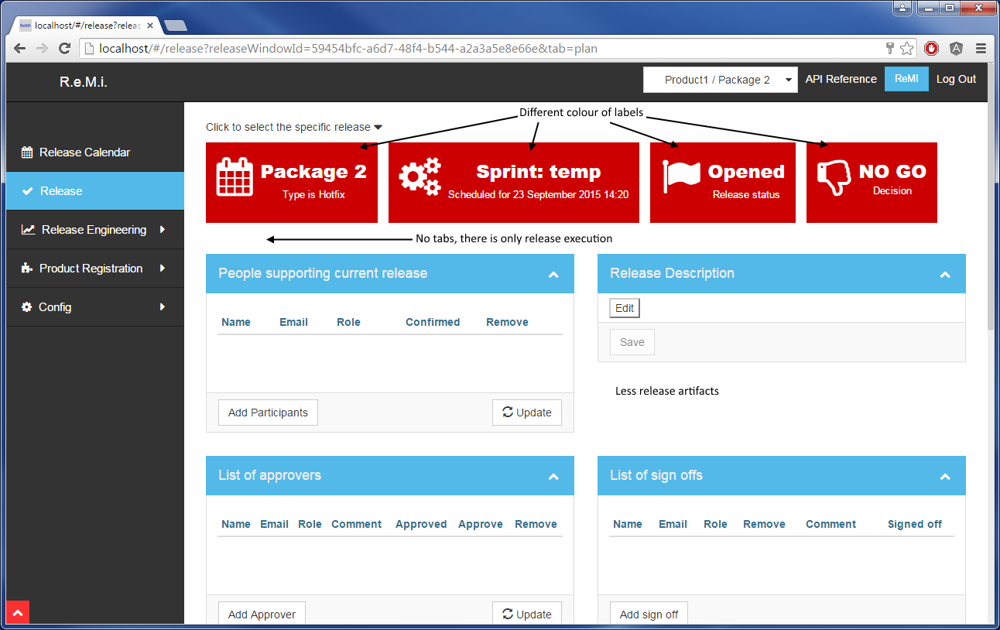 ReMI localhost/#/release?releas
localhost/#/release?releaseWindowId=59454bfc-a6d7-48f4-b544-a2a3a5e8e66e&tab=plan
R.e.M.i.
Product1 / Package 2
API Reference
ReMI
Log Out
Different colour of labels
Click to select the specific release
Release Calendar
Release
Release Engineering
Product Registration
Config
Package 2
Type is Hotfix
Sprint: temp
Scheduled for 23 September 2015 14:20
Opened
Release status
NO GO
Decision
No tabs, there is only release execution
People supporting current release
Name Email Role Confirmed Remove
Add Participants
Update
Release Description
Edit
Save
Less release artifacts
List of approvers
Name Email Role Comment Approved Approve Remove
Add Approver
Update
List of sign offs
Name Email Role Remove Comment Signed off
Add sign off